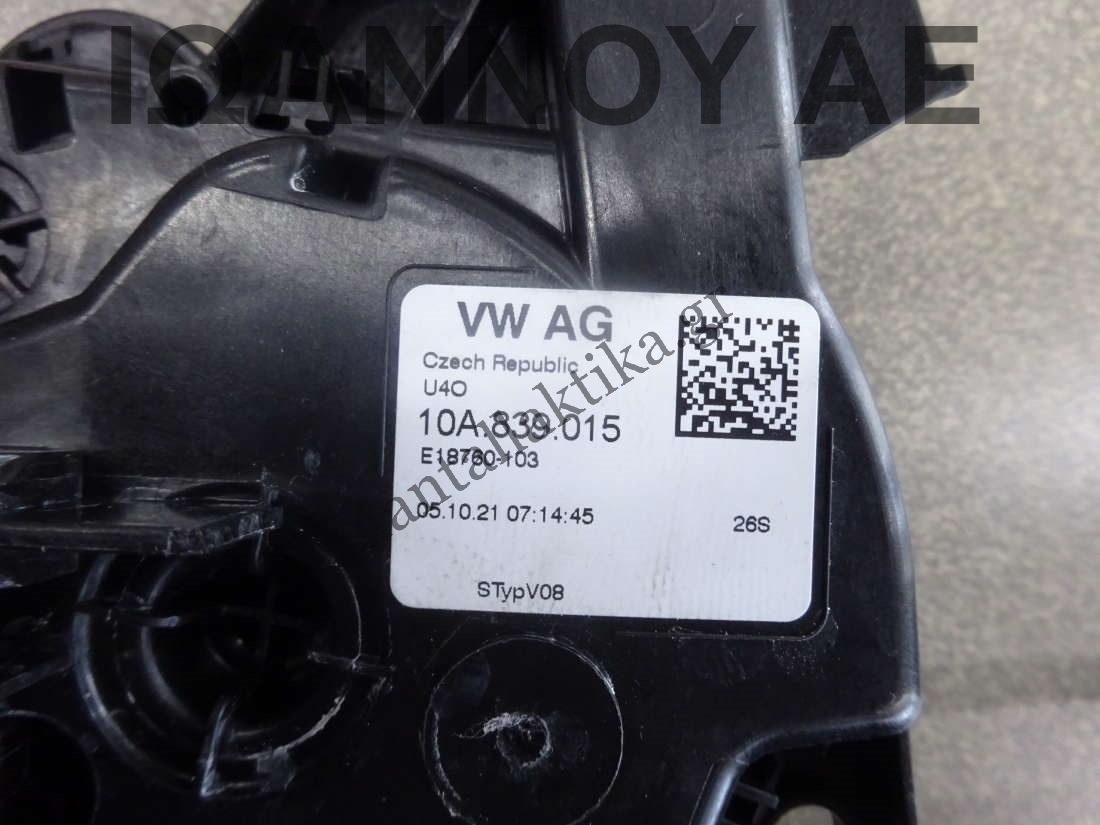 ΙΩΑΝΝΟΥ ΑΕ
VW AG
Czech Republic
U4O
10A.839.015
E18760-103
antallaktika.gr
05.10.21 07:14:45
26S
STypV08